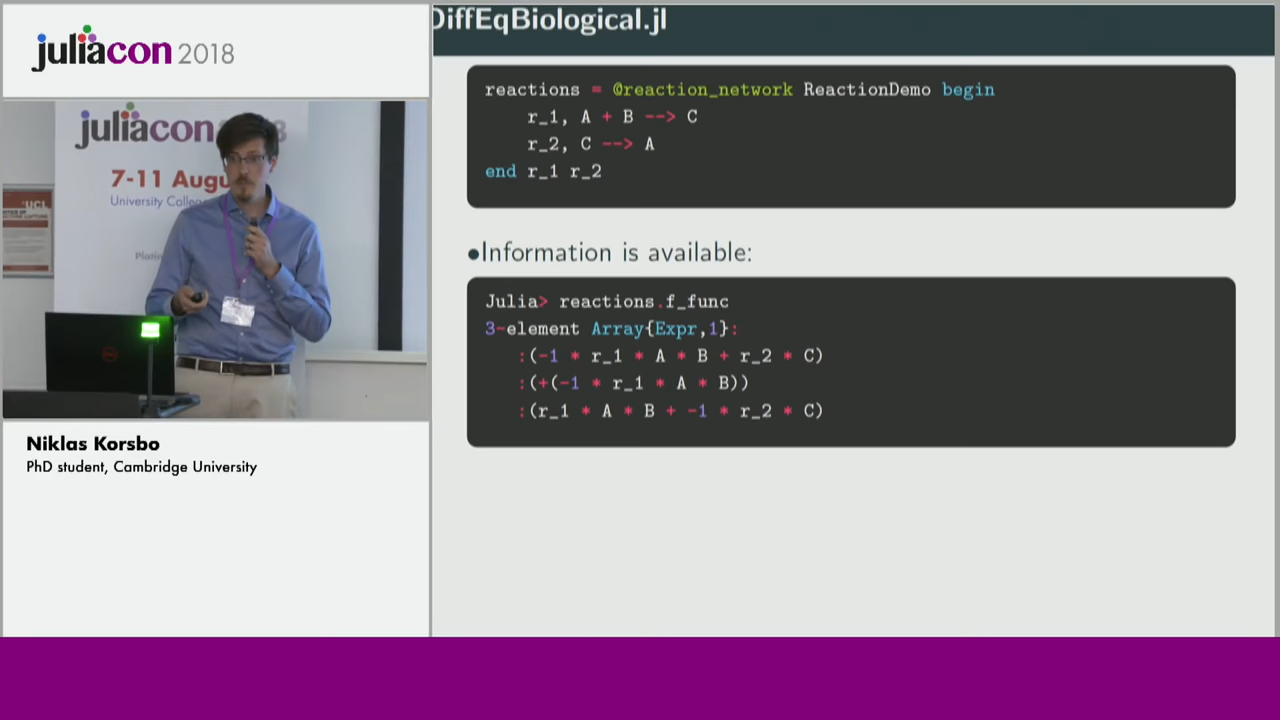 juliacon 2018
DiffEqBiological.jl
reactions = @reaction_network ReactionDemo begin
r_1, A + B --> C
r_2, C --> A
end r_1 r_2
•Information is available:
Julia> reactions.f_func
3-element Array{Expr,1}:
:(-1 * r_1 * A * B + r_2 * C)
:(+(-1 * r_1 * A * B))
:(r_1 * A * B + -1 * r_2 * C)
juliacon
7-11 Augu
University Colle
Platin
UCL
Niklas Korsbo
PhD student, Cambridge University